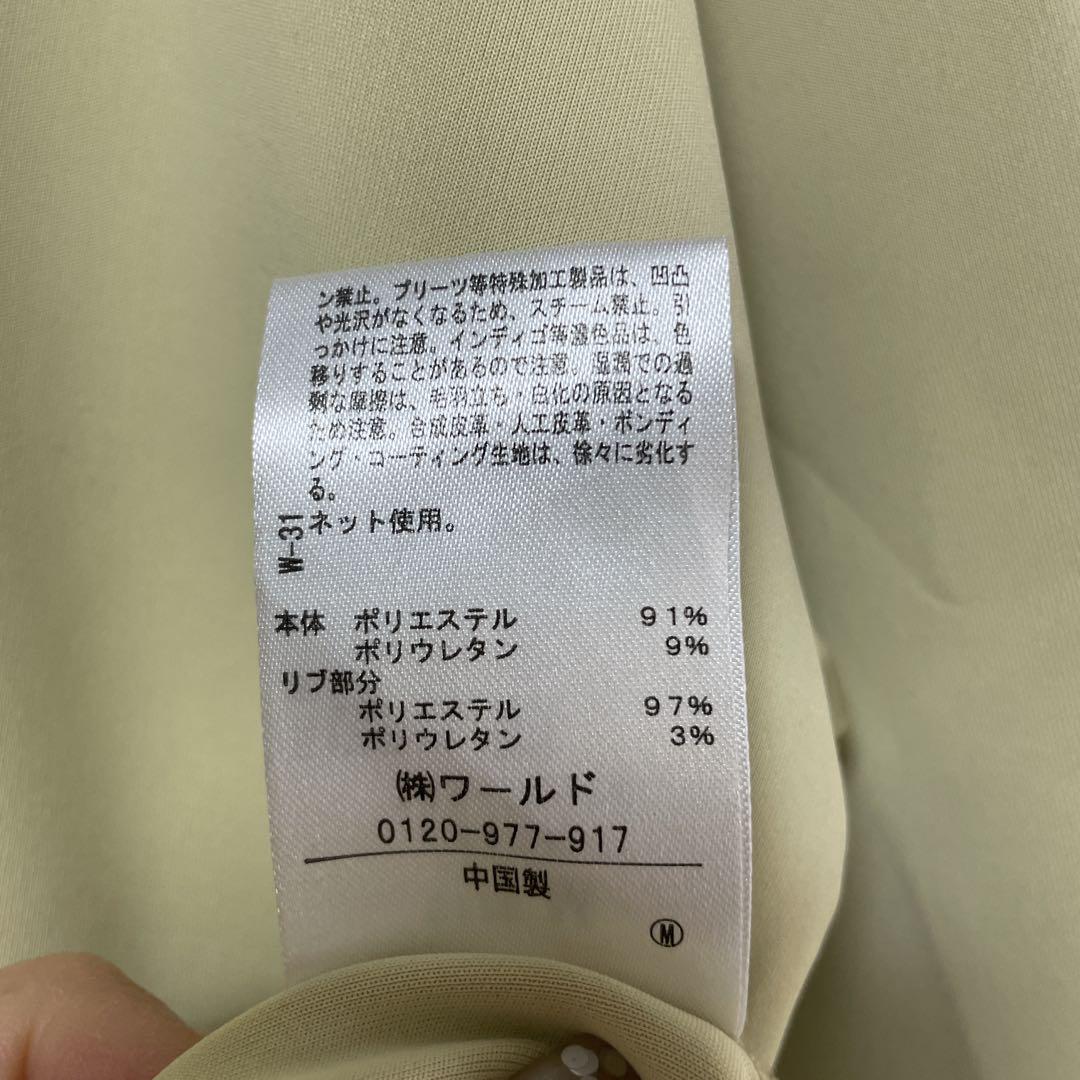 ン禁止。プリーツ等特殊加工製品は、凹凸
や光沢がなくなるため、スチーム禁止。引
っかけに注意。インディゴ等濃色品は、色
移りすることがあるので注意。湿潤での過
剰な摩擦は、毛羽立ち・白化の原因となる
ため注意。合成皮革・人工皮革・ボンディ
ング・コーティング生地は、徐々に劣化す
る。
ネット使用。
W-31
本体 ポリエステル 91%
ポリウレタン 9%
リブ部分
ポリエステル 97%
ポリウレタン 3%
㈱ワールド
0120-977-917
中国製
Ⓜ